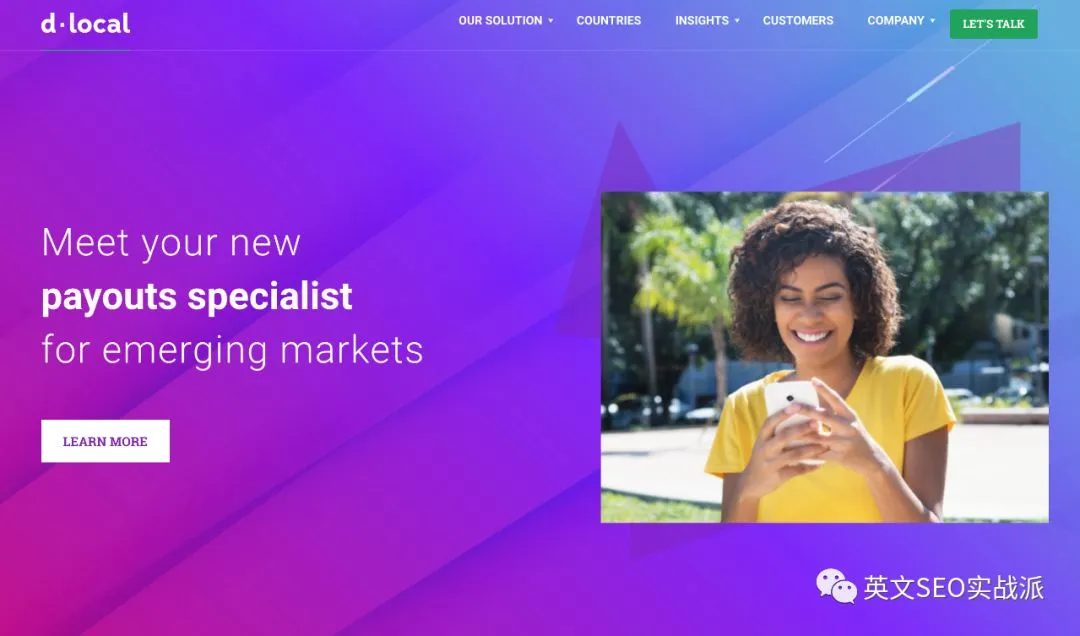 d·local
OUR SOLUTION
COUNTRIES
INSIGHTS
CUSTOMERS
COMPANY
LET'S TALK
Meet your new
payouts specialist
for emerging markets
LEARN MORE
英文SEO实战派